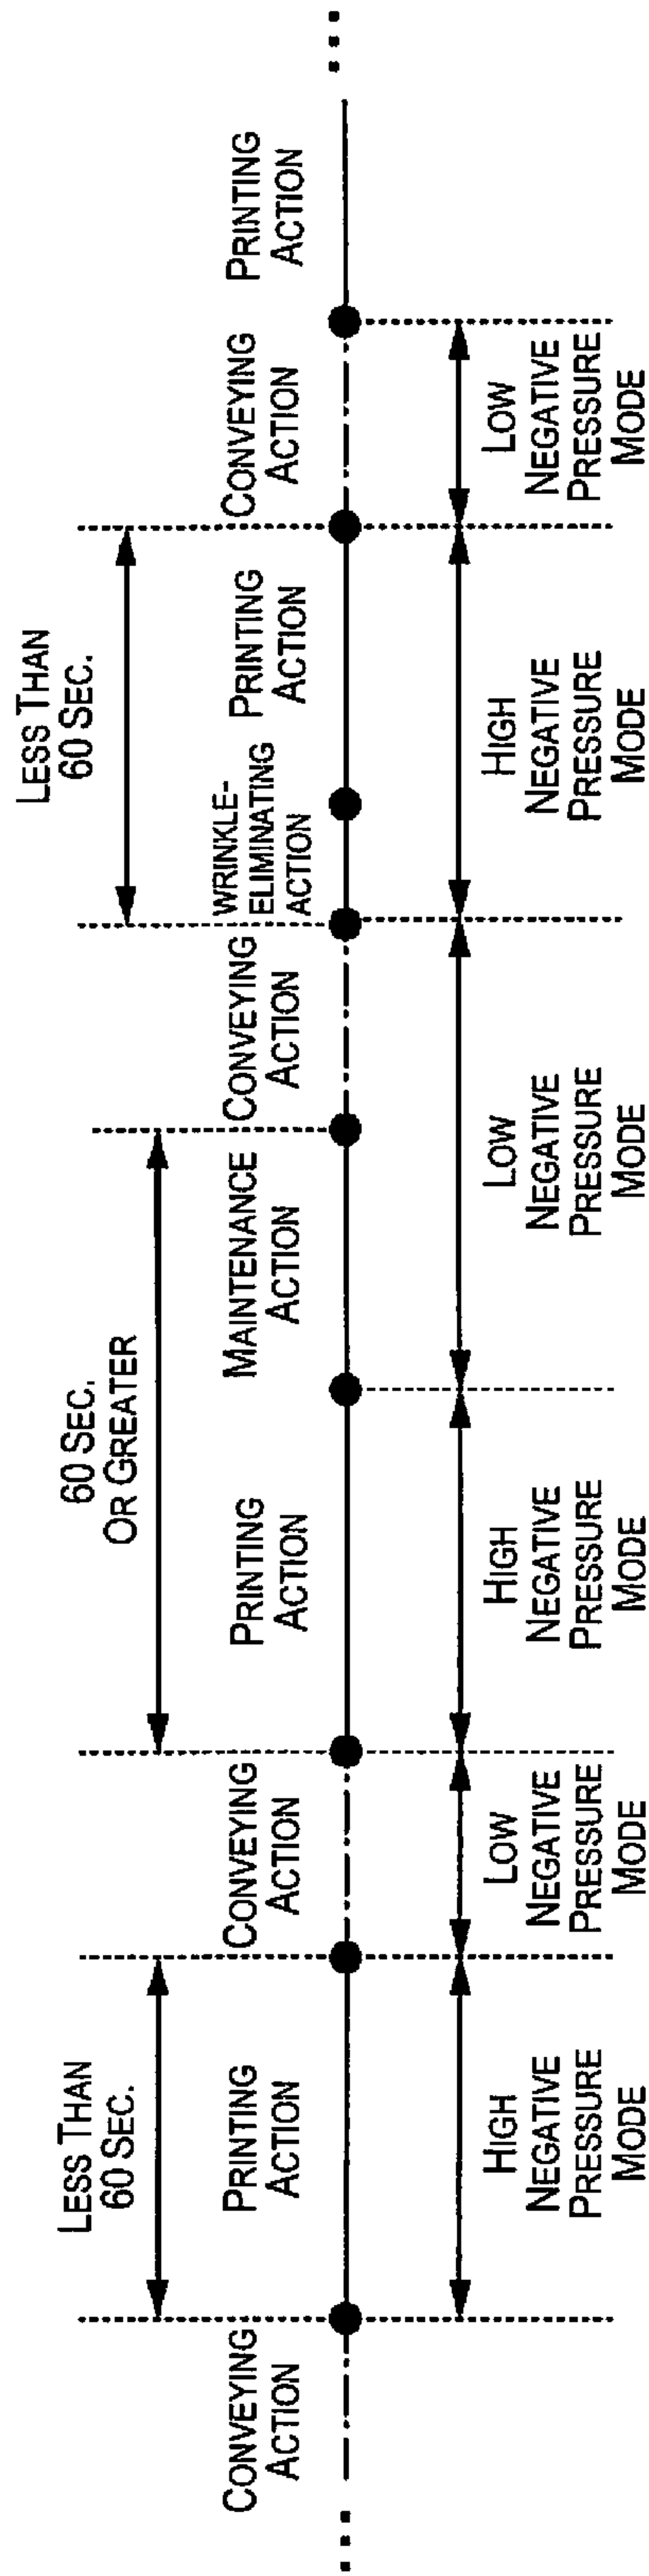 LESS THAN
60 SEC.
60 SEC.
OR GREATER
LESS THAN
60 SEC.
CONVEYING
ACTION
PRINTING
ACTION
CONVEYING
ACTION
PRINTING
ACTION
MAINTENANCE
ACTION
CONVEYING
ACTION
WRINKLE-
ELIMINATING
ACTION
PRINTING
ACTION
CONVEYING
ACTION
PRINTING
ACTION
HIGH
NEGATIVE
PRESSURE
MODE
LOW
NEGATIVE
PRESSURE
MODE
HIGH
NEGATIVE
PRESSURE
MODE
LOW
NEGATIVE
PRESSURE
MODE
HIGH
NEGATIVE
PRESSURE
MODE
LOW
NEGATIVE
PRESSURE
MODE